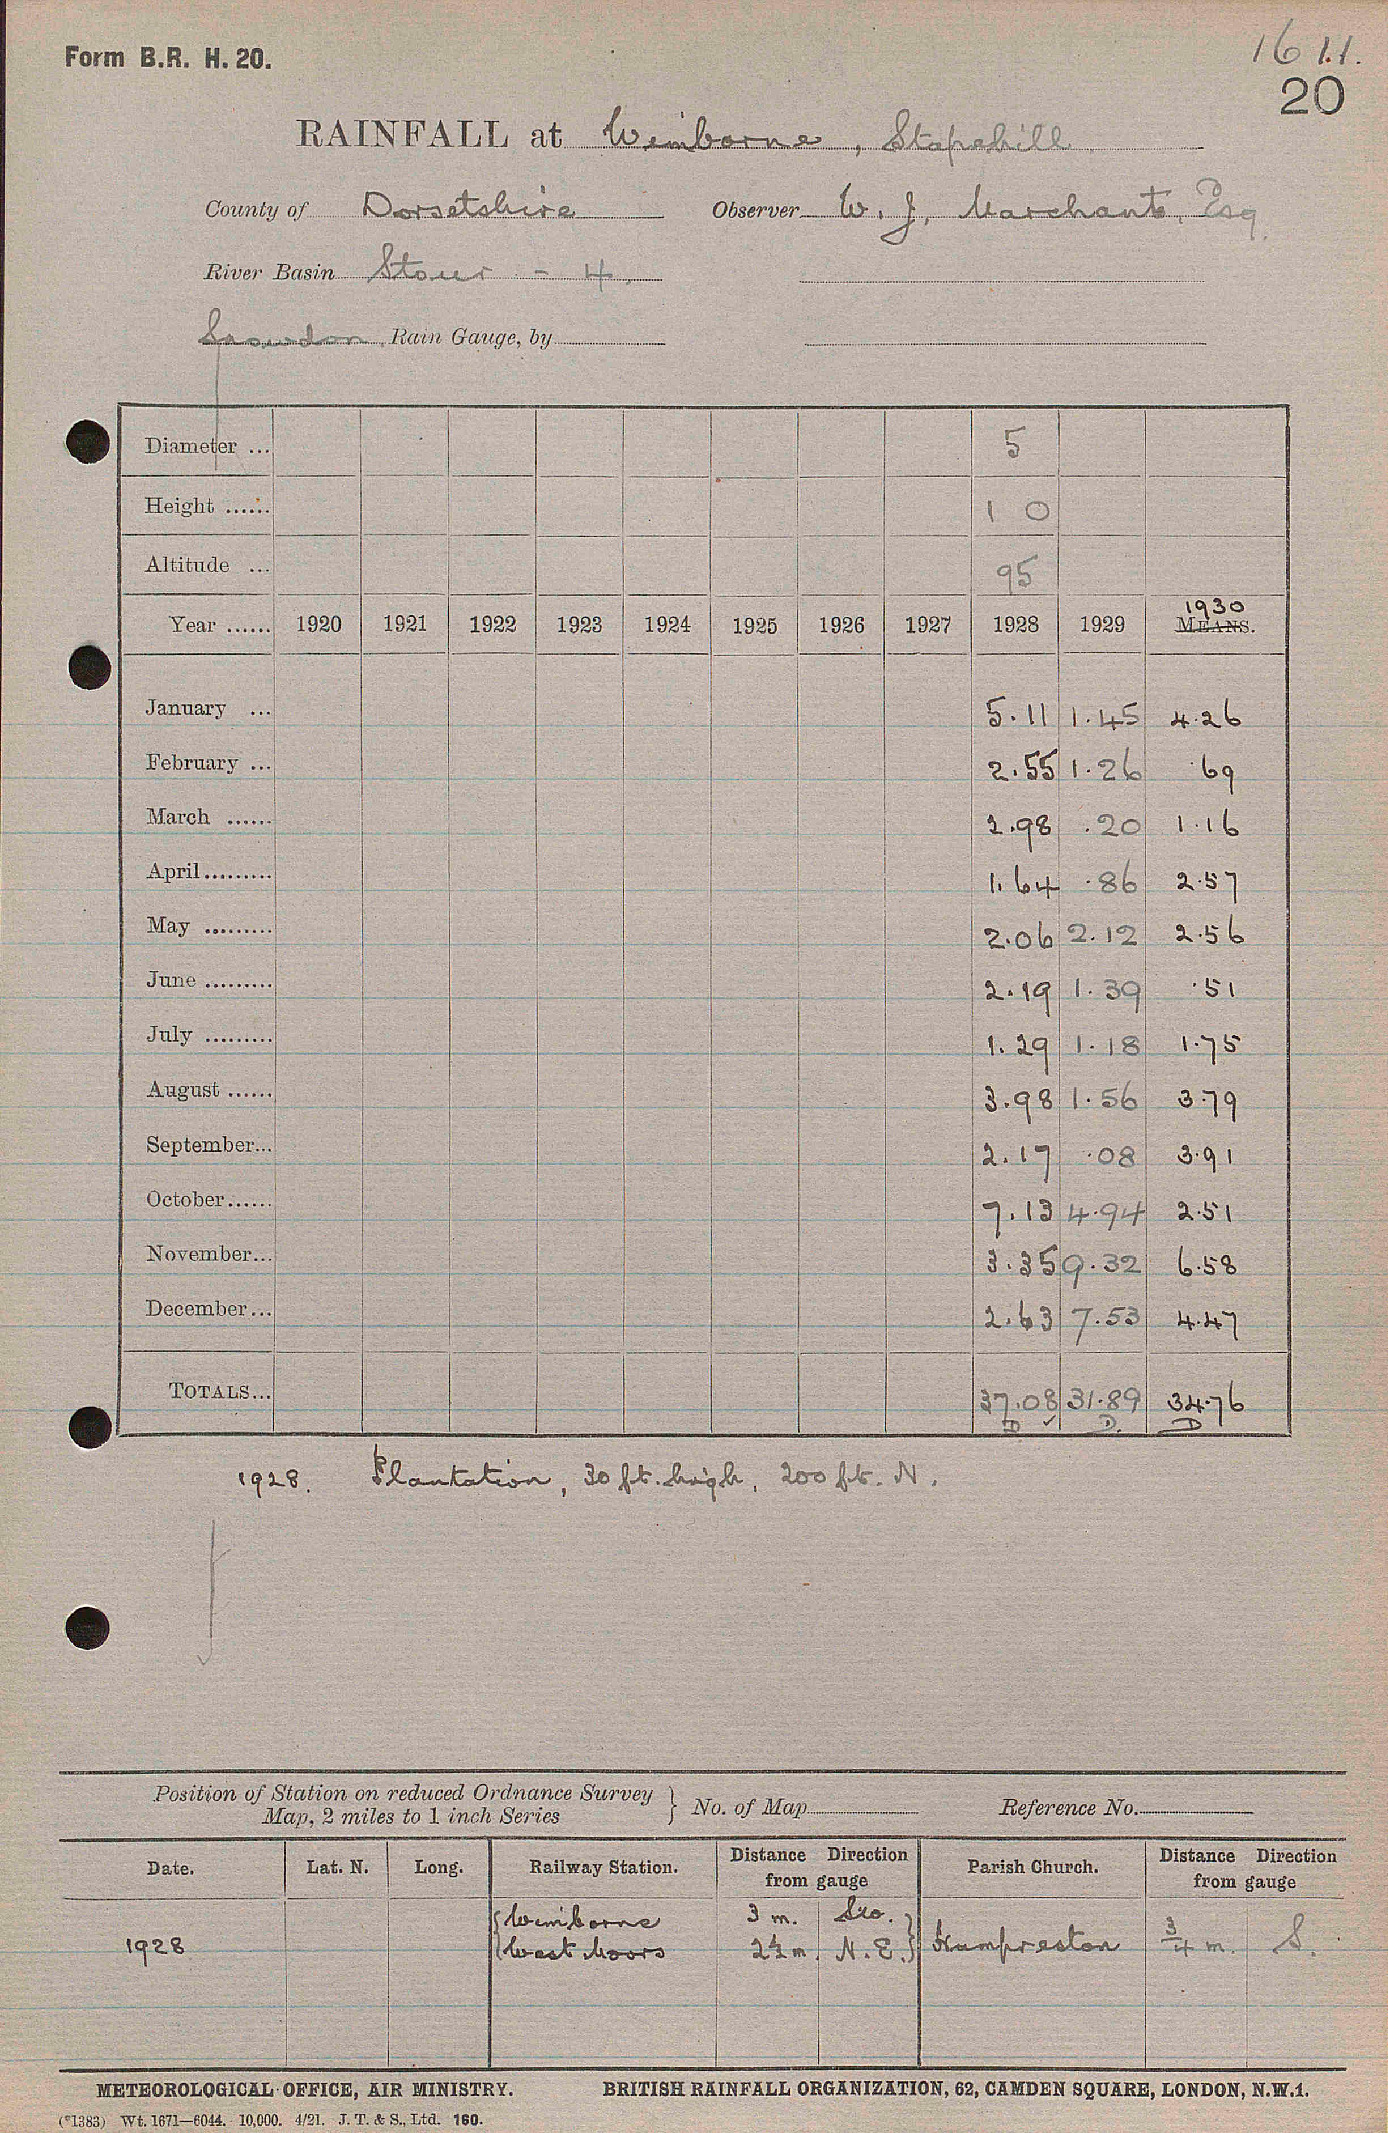 Form B.R. H. 20.
16 11.
20
RAINFALL at Wimborne, Stapehill
County of Dorsetshire Observer W. J. Marchant, Esq.
River Basin Stour - 4.
Snowdon Rain Gauge, by
Diameter ... 5
Height ...... 1 0
Altitude ... 95
Year ...... 1920 1921 1922 1923 1924 1925 1926 1927 1928 1929 1930 MEANS.
January ... 5.11 1.45 4.26
February ... 2.55 1.26 .69
March ...... 2.98 .20 1.16
April ......... 1.64 .86 2.57
May ......... 2.06 2.12 2.56
June ......... 2.19 1.39 .51
July ......... 1.29 1.18 1.75
August ...... 3.98 1.56 3.79
September... 2.17 .08 3.91
October...... 7.13 4.94 2.51
November... 3.35 9.32 6.58
December... 2.63 7.53 4.47
TOTALS... 37.08 31.89 34.76
D ✓ D. D
1928. Plantation, 30 ft. high, 200 ft. N.
Position of Station on reduced Ordnance Survey
Map, 2 miles to 1 inch Series } No. of Map Reference No.
Date. Lat. N. Long. Railway Station. Distance Direction from gauge Parish Church. Distance Direction from gauge
Wimborne 3 m.
1928 West Moors 2½ m. N.E. Hampreston ¾ m. S.
METEOROLOGICAL OFFICE, AIR MINISTRY. BRITISH RAINFALL ORGANIZATION, 62, CAMDEN SQUARE, LONDON, N.W.1.
(*1383) Wt. 1671—6044. 10,000. 4/21. J. T. & S., Ltd. 160.